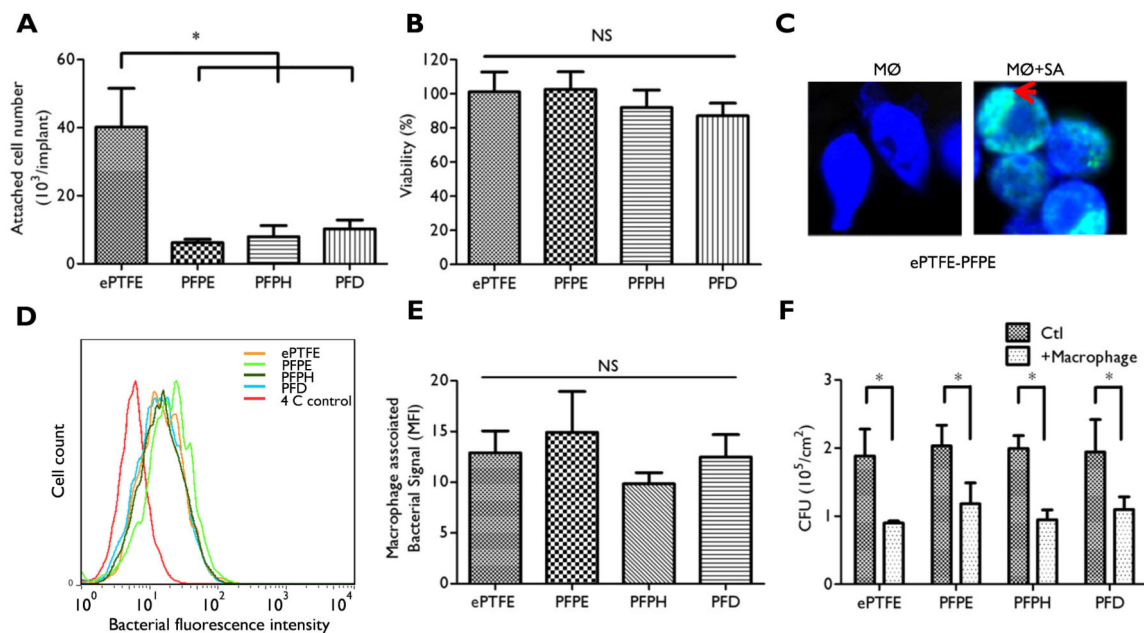 A
*
Attached cell number
(10³/implant)
60
40
20
0
ePTFE PFPE PFPH PFD
B
NS
Viability (%)
120
100
80
60
40
20
0
ePTFE PFPE PFPH PFD
C
MØ MØ+SA
ePTFE-PFPE
D
ePTFE
PFPE
PFPH
PFD
4 C control
Cell count
0
10⁰ 10¹ 10² 10³ 10⁴
Bacterial fluorescence intensity
E
NS
Macrophage asscoiated
Bacterial Signal (MFI)
20
15
10
5
0
ePTFE PFPE PFPH PFD
F
Ctl
+Macrophage
* * * *
CFU (10⁵/cm²)
3
2
1
0
ePTFE PFPE PFPH PFD